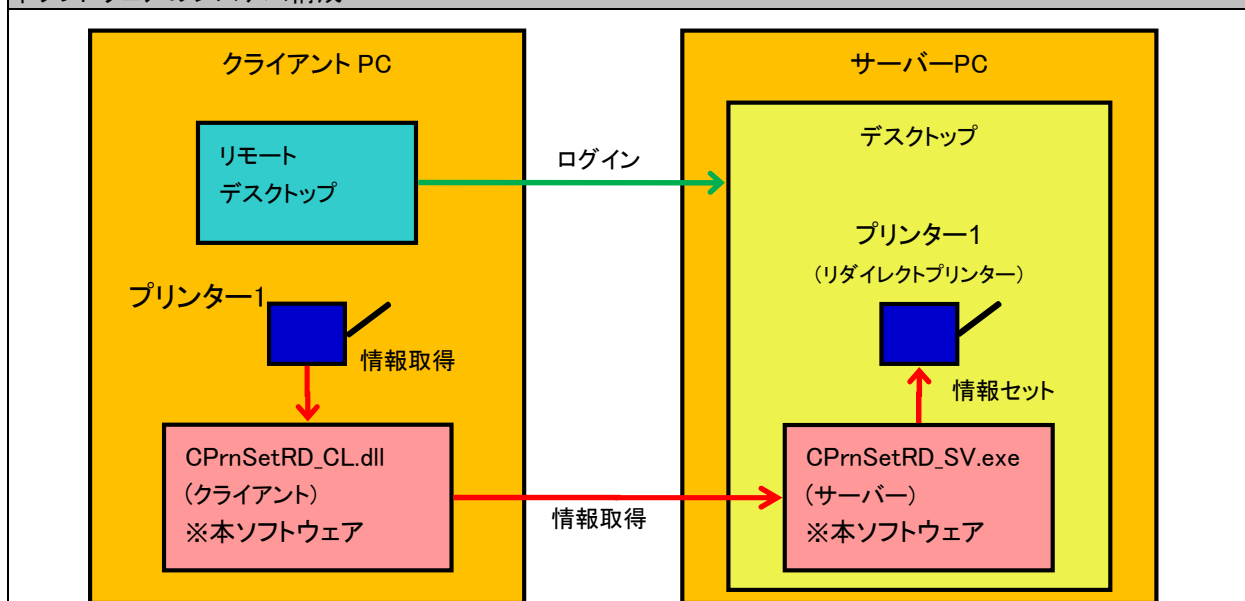 クライアント PC
サーバーPC
デスクトップ
リモート
デスクトップ
ログイン
プリンター1
(リダイレクトプリンター)
プリンター1
情報取得
情報セット
CPrnSetRD_CL.dll
(クライアント)
※本ソフトウェア
情報取得
CPrnSetRD_SV.exe
(サーバー)
※本ソフトウェア